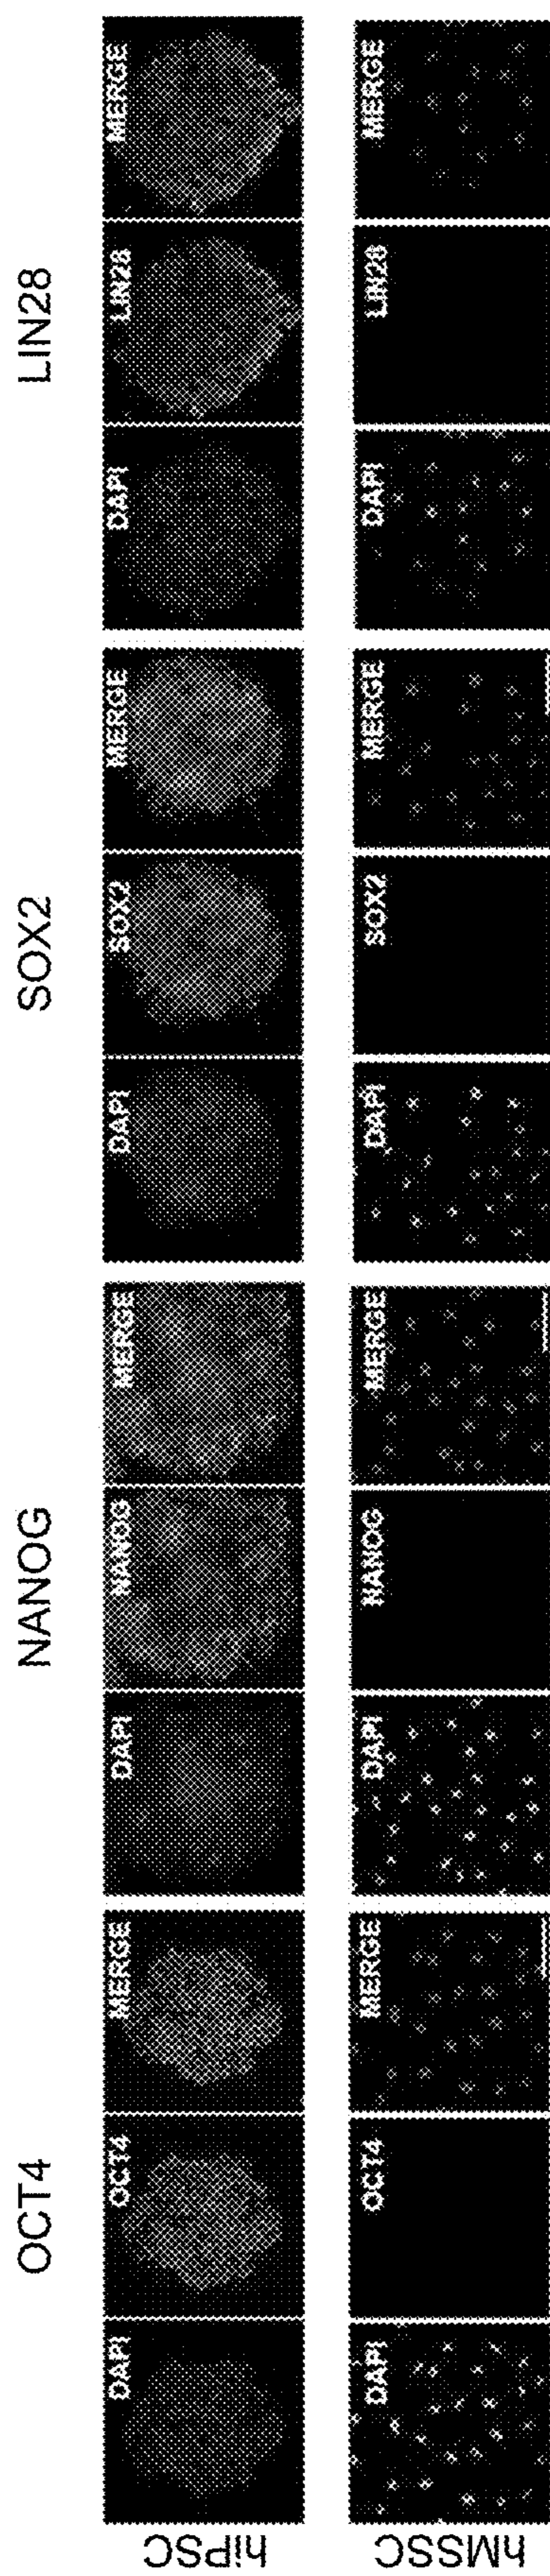 OCT4
NANOG
SOX2
LIN28
hiPSC
DAPI
OCT4
MERGE
DAPI
NANOG
MERGE
DAPI
SOX2
MERGE
DAPI
LIN28
MERGE
hMSSC
DAPI
OCT4
MERGE
DAPI
NANOG
MERGE
DAPI
SOX2
MERGE
DAPI
LIN28
MERGE